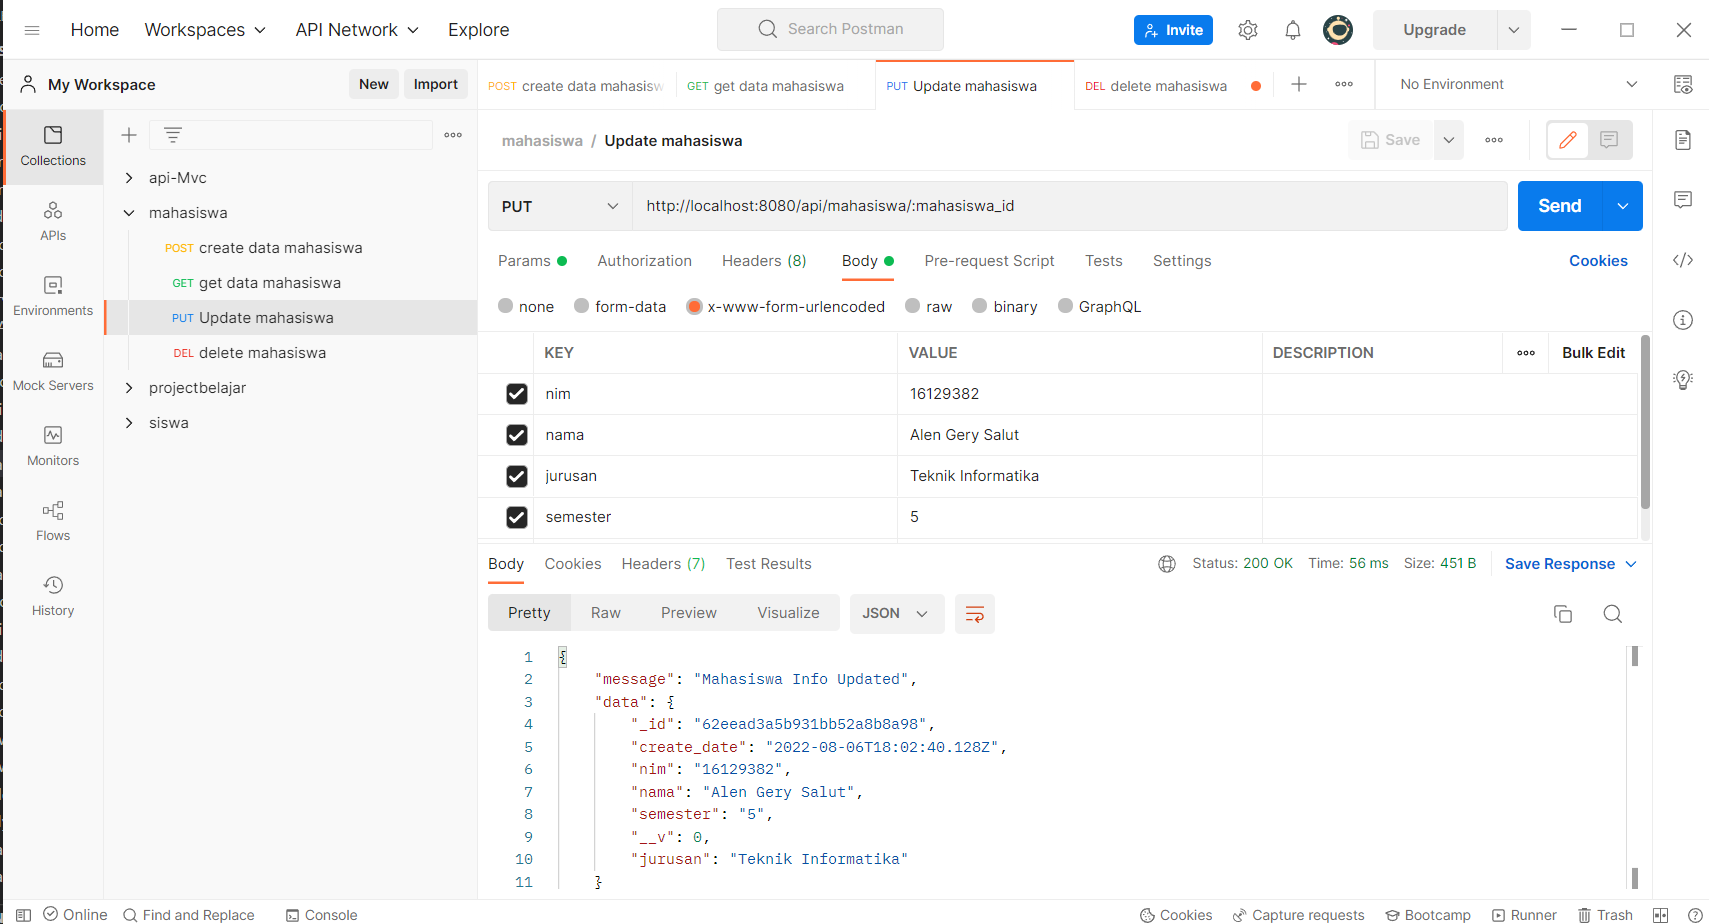 Home Workspaces API Network Explore Search Postman Invite Upgrade
My Workspace New Import POST create data mahasisw GET get data mahasiswa PUT Update mahasiswa DEL delete mahasiswa No Environment
Collections
APIs
Environments
Mock Servers
Monitors
Flows
History
api-Mvc
mahasiswa
POST create data mahasiswa
GET get data mahasiswa
PUT Update mahasiswa
DEL delete mahasiswa
projectbelajar
siswa
mahasiswa / Update mahasiswa Save
PUT http://localhost:8080/api/mahasiswa/:mahasiswa_id Send
Params Authorization Headers (8) Body Pre-request Script Tests Settings Cookies
none form-data x-www-form-urlencoded raw binary GraphQL
KEY VALUE DESCRIPTION Bulk Edit
nim 16129382
nama Alen Gery Salut
jurusan Teknik Informatika
semester 5
Body Cookies Headers (7) Test Results Status: 200 OK Time: 56 ms Size: 451 B Save Response
Pretty Raw Preview Visualize JSON
1 {
2 "message": "Mahasiswa Info Updated",
3 "data": {
4 "_id": "62eead3a5b931bb52a8b8a98",
5 "create_date": "2022-08-06T18:02:40.128Z",
6 "nim": "16129382",
7 "nama": "Alen Gery Salut",
8 "semester": "5",
9 "__v": 0,
10 "jurusan": "Teknik Informatika"
11 }
Online Find and Replace Console Cookies Capture requests Bootcamp Runner Trash